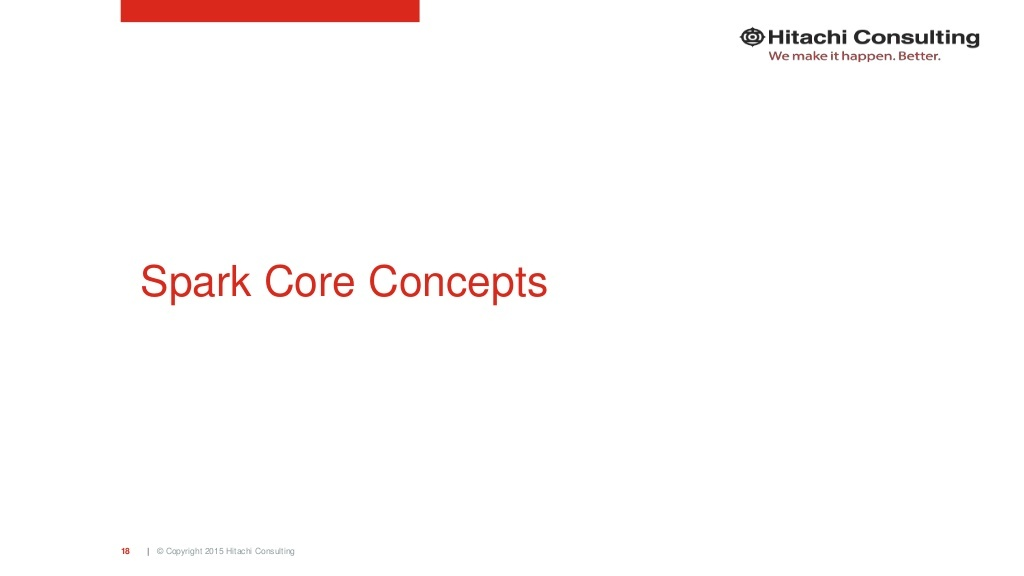 Hitachi Consulting
We make it happen. Better.
Spark Core Concepts
18 | © Copyright 2015 Hitachi Consulting